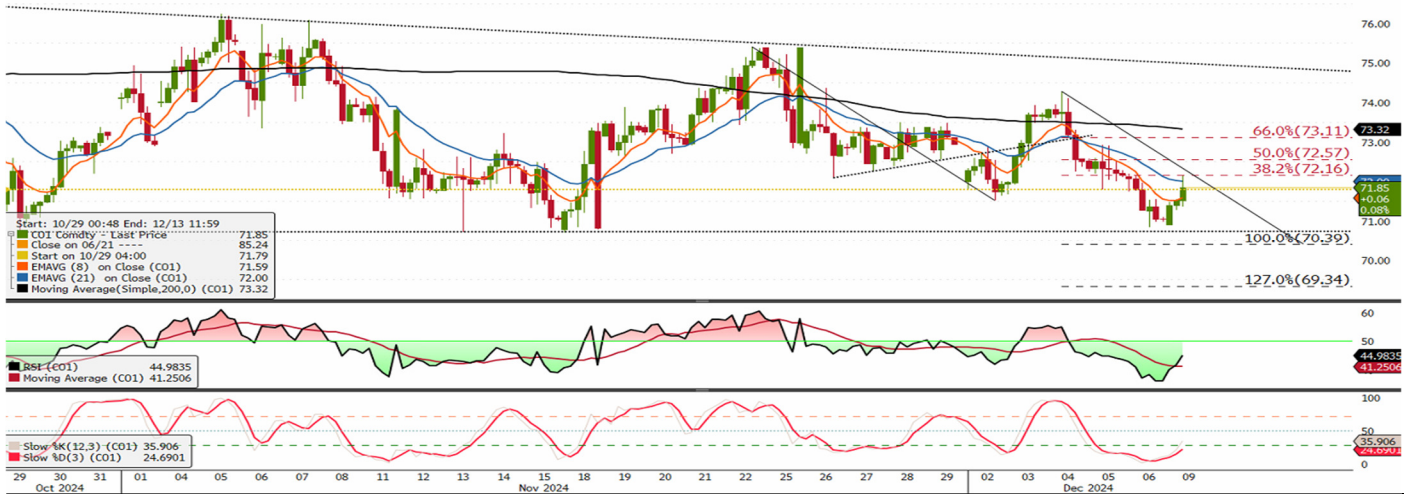 76.00
75.00
74.00
73.32
73.00
66.0%(73,11)
50.0%(72,57)
38.2%(72,16)
72.00
71.85
+0.06
0.08%
71.00
100.0%(70,39)
70.00
127.0%(69,34)
Start: 10/29 00:48 End: 12/13 11:59
CO1 Comdty - Last Price 71.85
Close on 06/21 ---- 85.24
Start on 10/29 04:00 71.79
EMAVG (8) on Close (CO1) 71.59
EMAVG (21) on Close (CO1) 72.00
Moving Average(Simple,200,0) (CO1) 73.32
60
50
44.9835
41.2506
RSI (CO1) 44.9835
Moving Average (CO1) 41.2506
100
50
35.906
24.6901
0
Slow %K(12,3) (CO1) 35.906
Slow %D(3) (CO1) 24.6901
29 30 31 01 04 05 06 07 08 11 12 13 14 15 18 19 20 21 22 25 26 27 28 29 02 03 04 05 06 09
Oct 2024 Nov 2024 Dec 2024